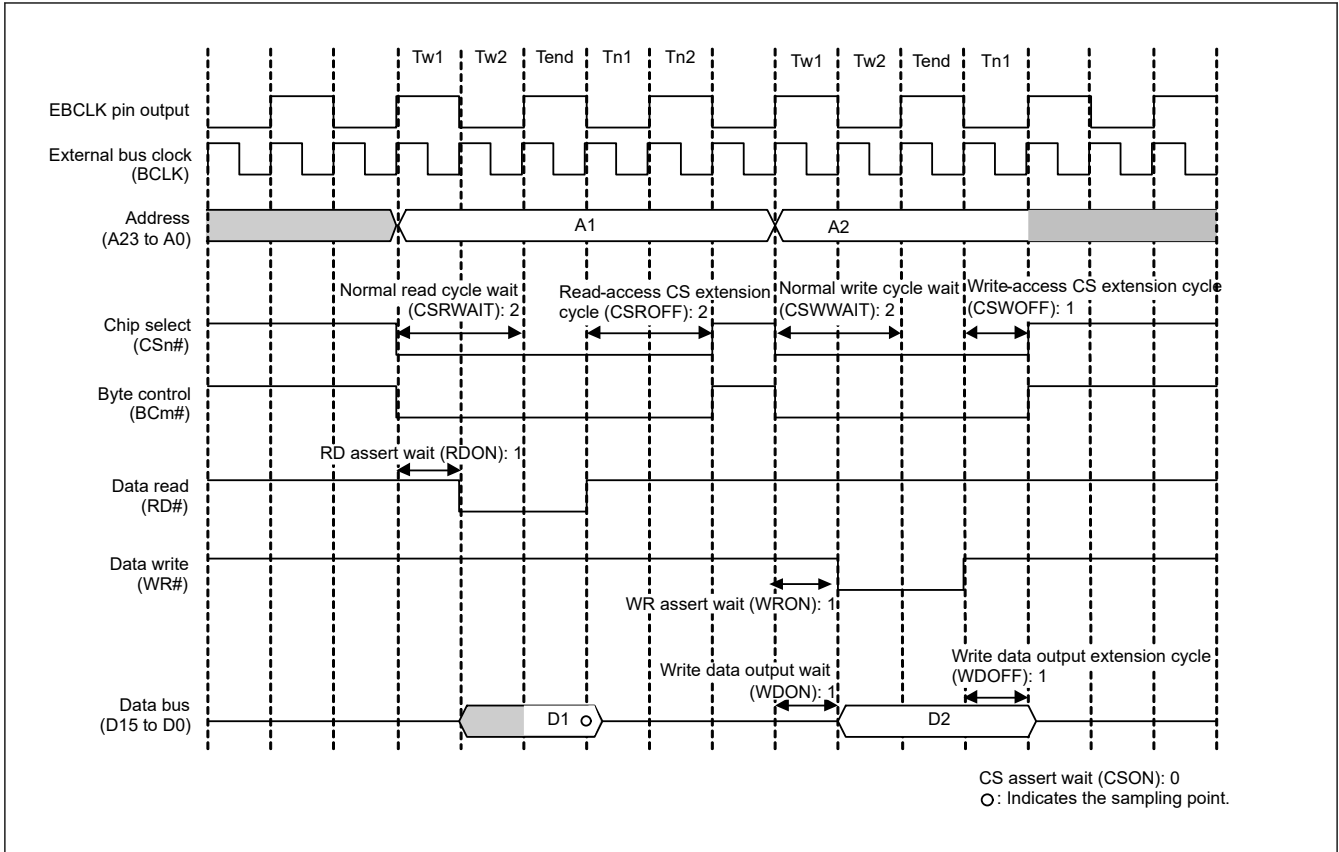 Tw1 Tw2 Tend Tn1 Tn2 Tw1 Tw2 Tend Tn1
EBCLK pin output
External bus clock
(BCLK)
Address
(A23 to A0)
A1 A2
Normal read cycle wait
(CSRWAIT): 2
Read-access CS extension
cycle (CSROFF): 2
Normal write cycle wait
(CSWWAIT): 2
Write-access CS extension cycle
(CSWOFF): 1
Chip select
(CSn#)
Byte control
(BCm#)
RD assert wait (RDON): 1
Data read
(RD#)
Data write
(WR#)
WR assert wait (WRON): 1
Write data output wait
(WDON): 1
Write data output extension cycle
(WDOFF): 1
Data bus
(D15 to D0)
D1 D2
CS assert wait (CSON): 0
: Indicates the sampling point.